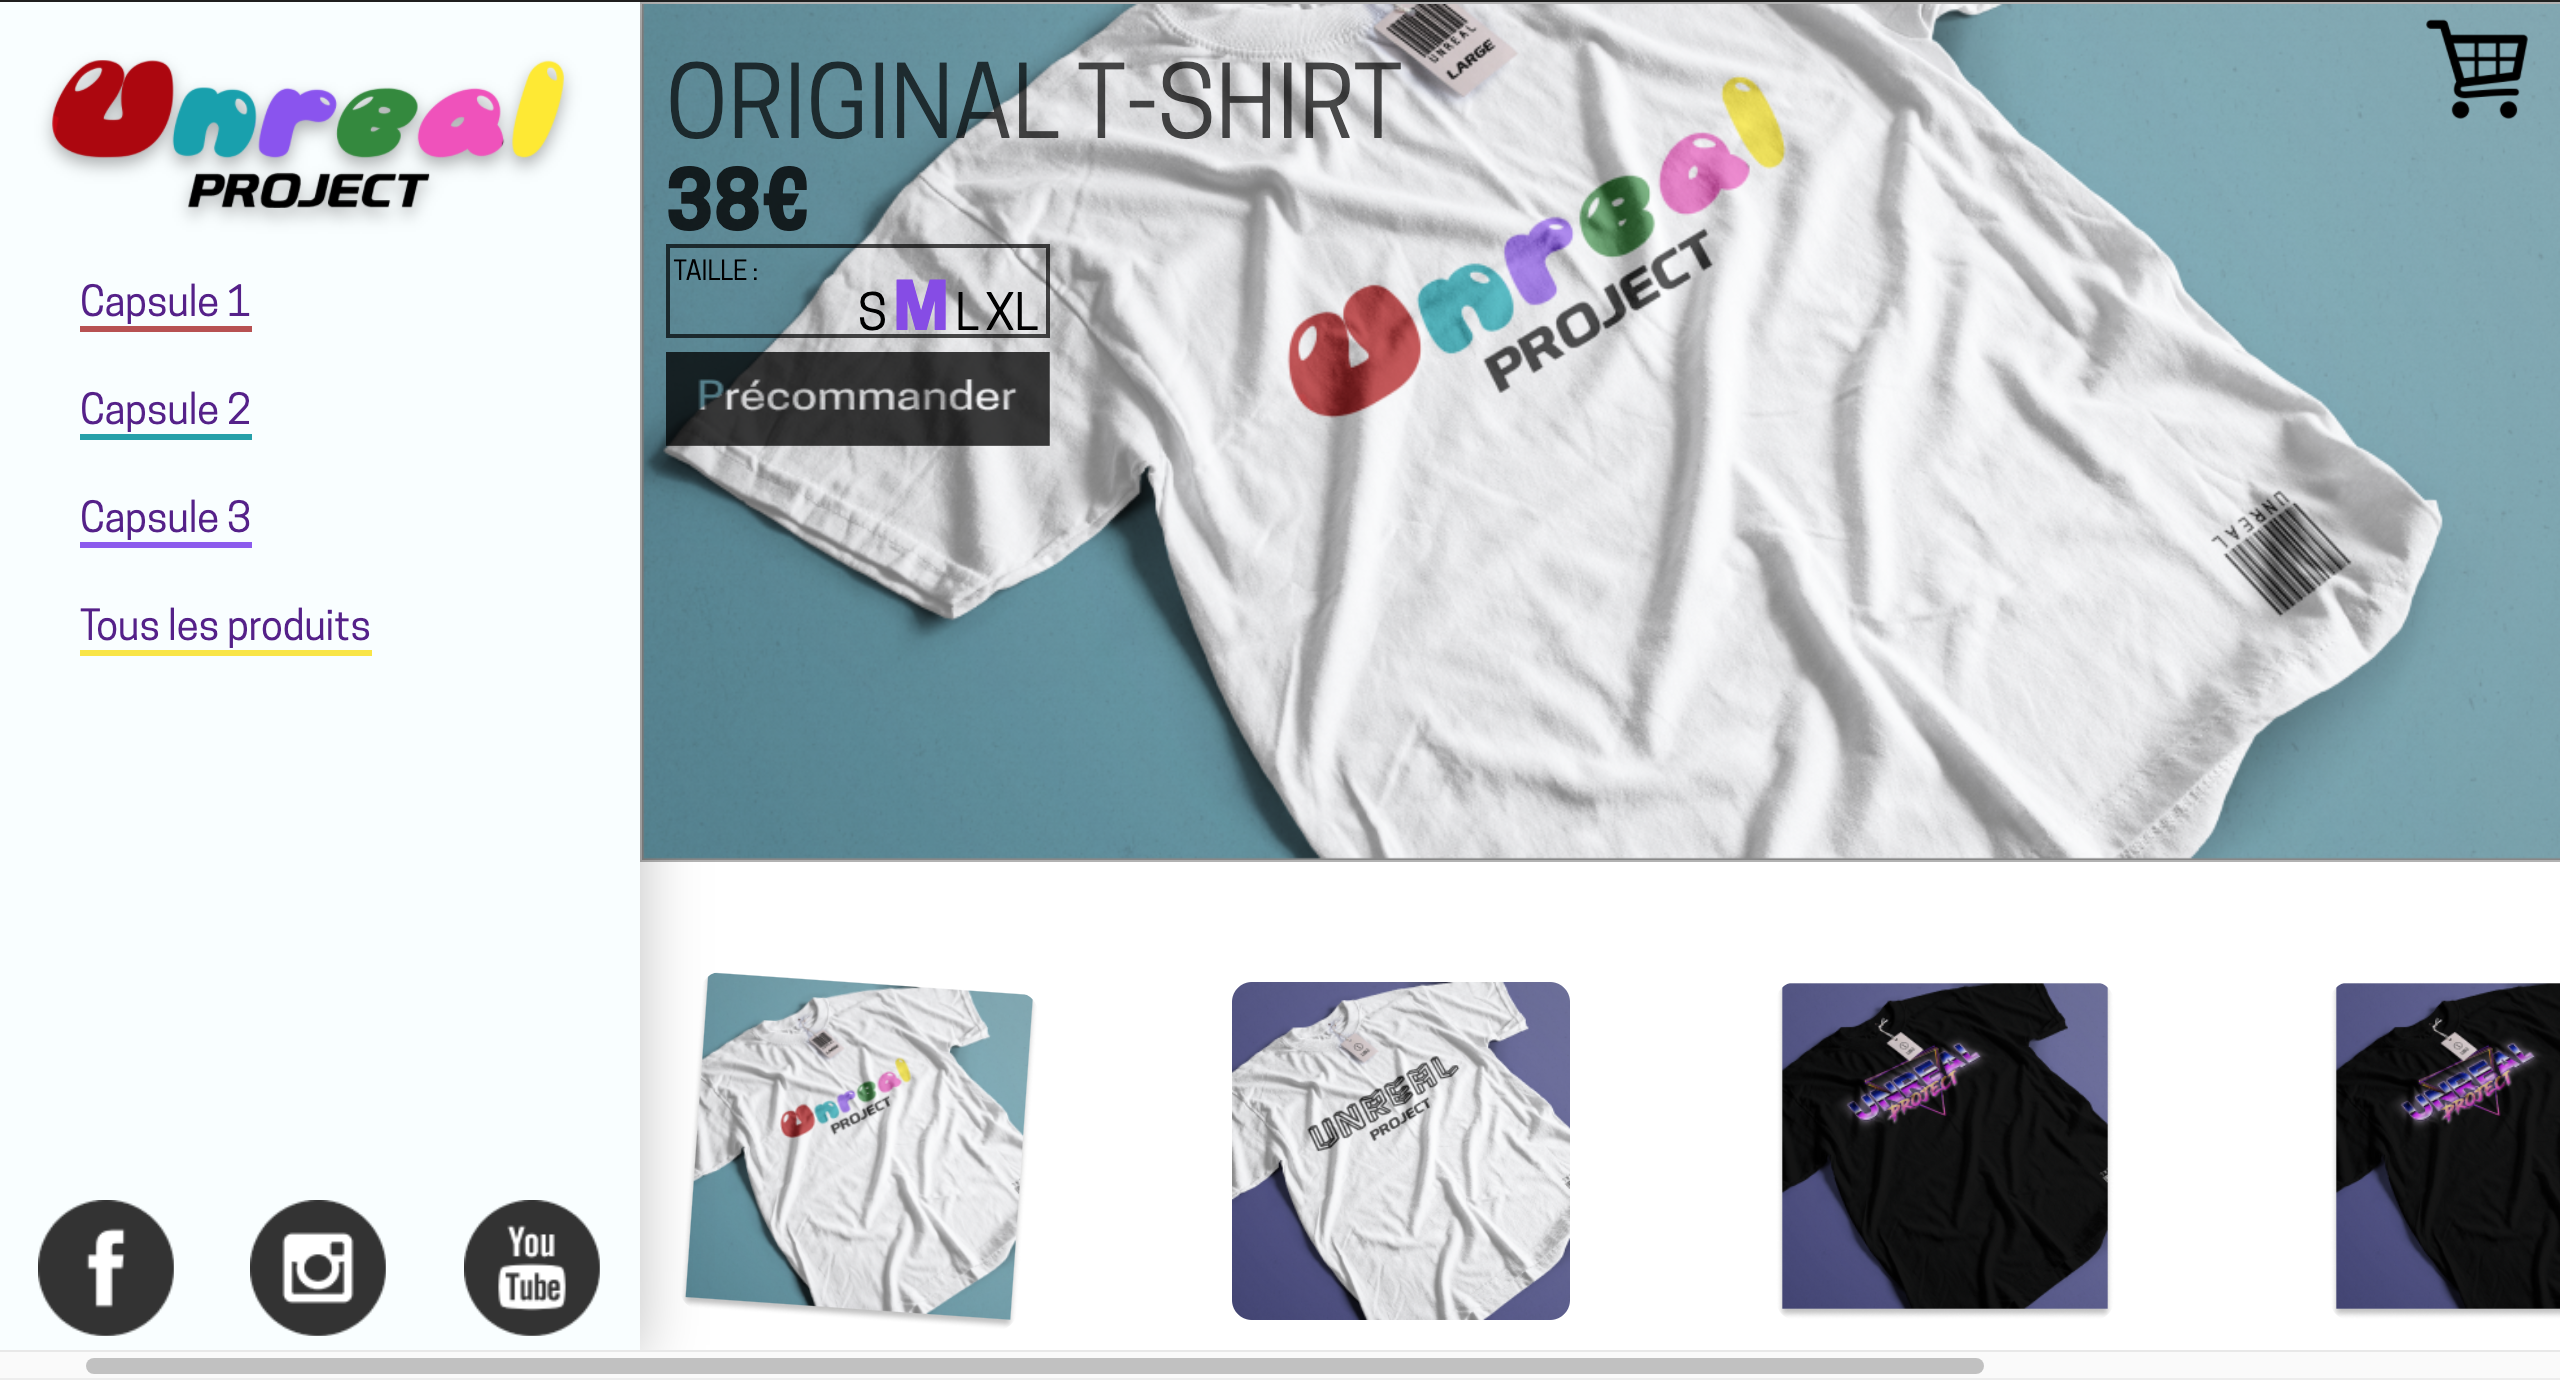 Unreal
PROJECT
Capsule 1
Capsule 2
Capsule 3
Tous les produits
ORIGINAL T-SHIRT
38€
TAILLE :
S M L XL
Précommander
UNREAL
LARGE
Unreal
PROJECT
UNREAL
f
You
Tube
Unreal
PROJECT
UNREAL
PROJECT
UNREAL
PROJECT
UNREAL
PROJECT